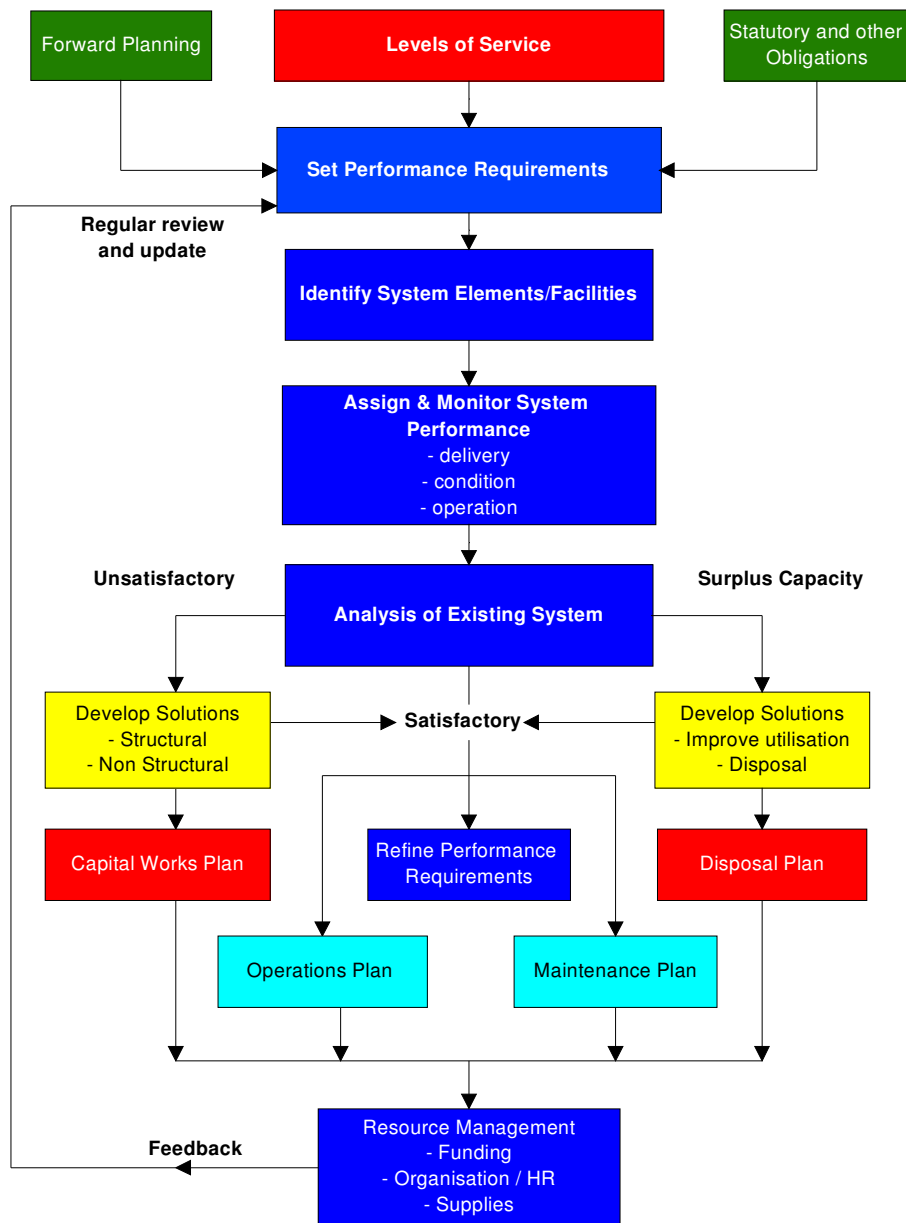 Forward Planning
Levels of Service
Statutory and other
Obligations
Set Performance Requirements
Regular review
and update
Identify System Elements/Facilities
Assign & Monitor System
Performance
- delivery
- condition
- operation
Unsatisfactory
Surplus Capacity
Analysis of Existing System
Develop Solutions
- Structural
- Non Structural
Satisfactory
Develop Solutions
- Improve utilisation
- Disposal
Capital Works Plan
Refine Performance
Requirements
Disposal Plan
Operations Plan
Maintenance Plan
Feedback
Resource Management
- Funding
- Organisation / HR
- Supplies